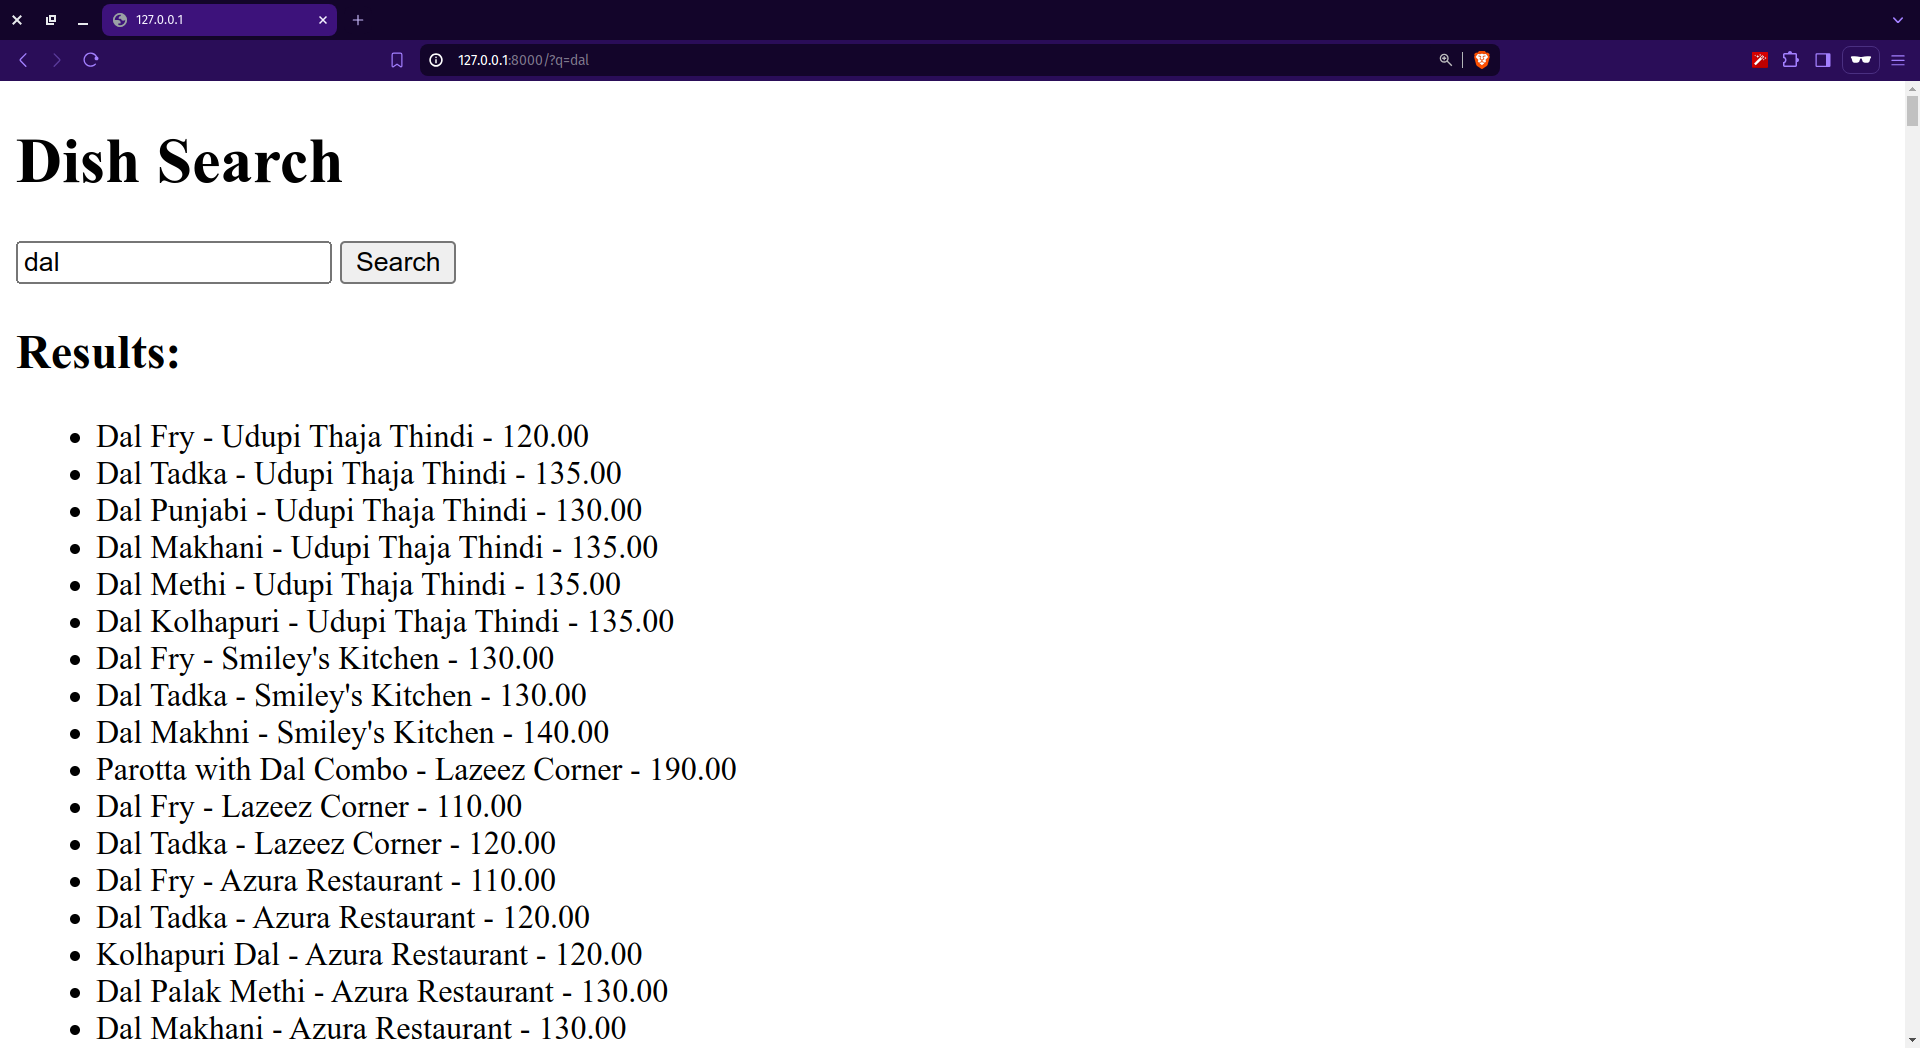 127.0.0.1
127.0.0.1:8000/?q=dal
Dish Search
dal
Search
Results:
Dal Fry - Udupi Thaja Thindi - 120.00
Dal Tadka - Udupi Thaja Thindi - 135.00
Dal Punjabi - Udupi Thaja Thindi - 130.00
Dal Makhani - Udupi Thaja Thindi - 135.00
Dal Methi - Udupi Thaja Thindi - 135.00
Dal Kolhapuri - Udupi Thaja Thindi - 135.00
Dal Fry - Smiley's Kitchen - 130.00
Dal Tadka - Smiley's Kitchen - 130.00
Dal Makhni - Smiley's Kitchen - 140.00
Parotta with Dal Combo - Lazeez Corner - 190.00
Dal Fry - Lazeez Corner - 110.00
Dal Tadka - Lazeez Corner - 120.00
Dal Fry - Azura Restaurant - 110.00
Dal Tadka - Azura Restaurant - 120.00
Kolhapuri Dal - Azura Restaurant - 120.00
Dal Palak Methi - Azura Restaurant - 130.00
Dal Makhani - Azura Restaurant - 130.00